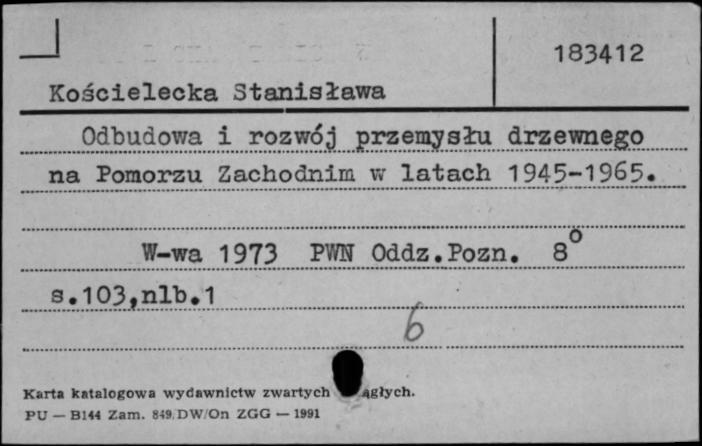 183412
Kościelecka Stanisława
Odbudowa i rozwój przemysłu drzewnego
na Pomorzu Zachodnim w latach 1945-1965.
W-wa 1973 PWN Oddz.Pozn. 8°
s.103,nlb.1
6
Karta katalogowa wydawnictw zwartych
PU — B144 Zam. 849/DW/On ZGG — 1991